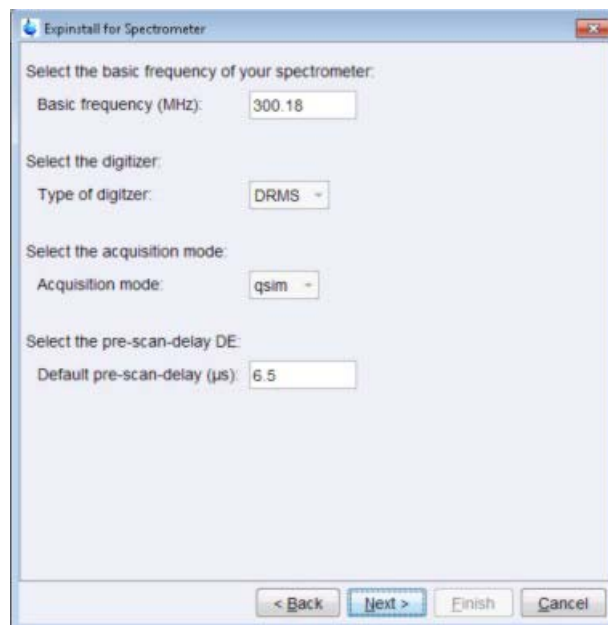 Expinstall for Spectrometer
Select the basic frequency of your spectrometer:
Basic frequency (MHz): 300.18
Select the digitizer:
Type of digitzer: DRMS
Select the acquisition mode:
Acquisition mode: qsim
Select the pre-scan-delay DE:
Default pre-scan-delay (µs): 6.5
< Back Next > Finish Cancel